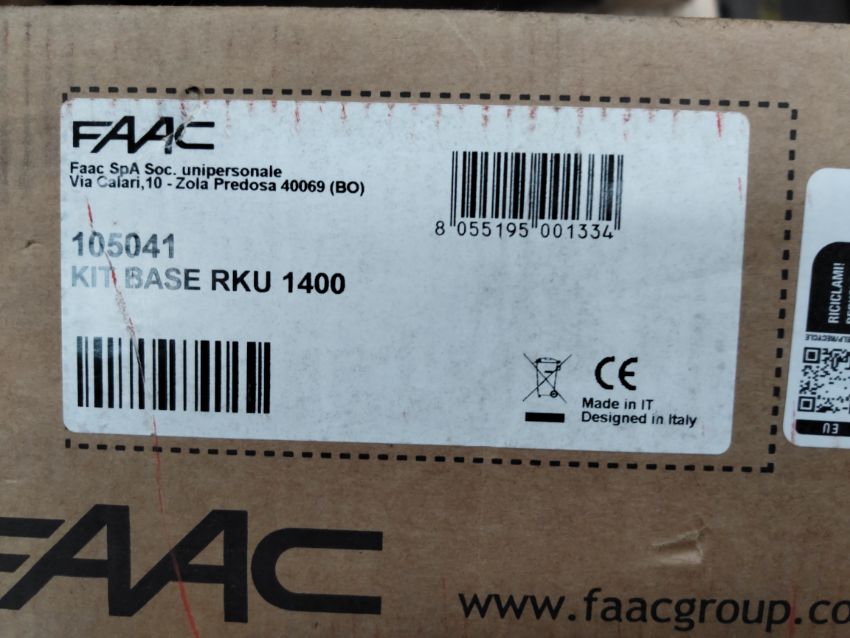 FAAC
Faac SpA Soc. unipersonale
Via Calari,10 - Zola Predosa 40069 (BO)
8 055195 001334
105041
KIT BASE RKU 1400
CE
Made in IT
Designed in Italy
RICICLAMI!
EU
FAAC
www.faacgroup.co